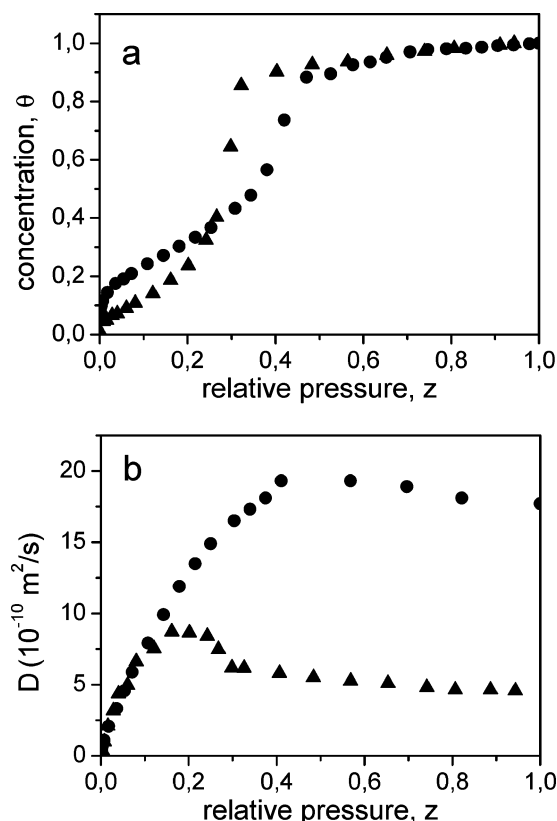 a
concentration, θ
1,0
0,8
0,6
0,4
0,2
0,0
0,0 0,2 0,4 0,6 0,8 1,0
relative pressure, z
b
D (10⁻¹⁰ m²/s)
20
15
10
5
0
0,0 0,2 0,4 0,6 0,8 1,0
relative pressure, z